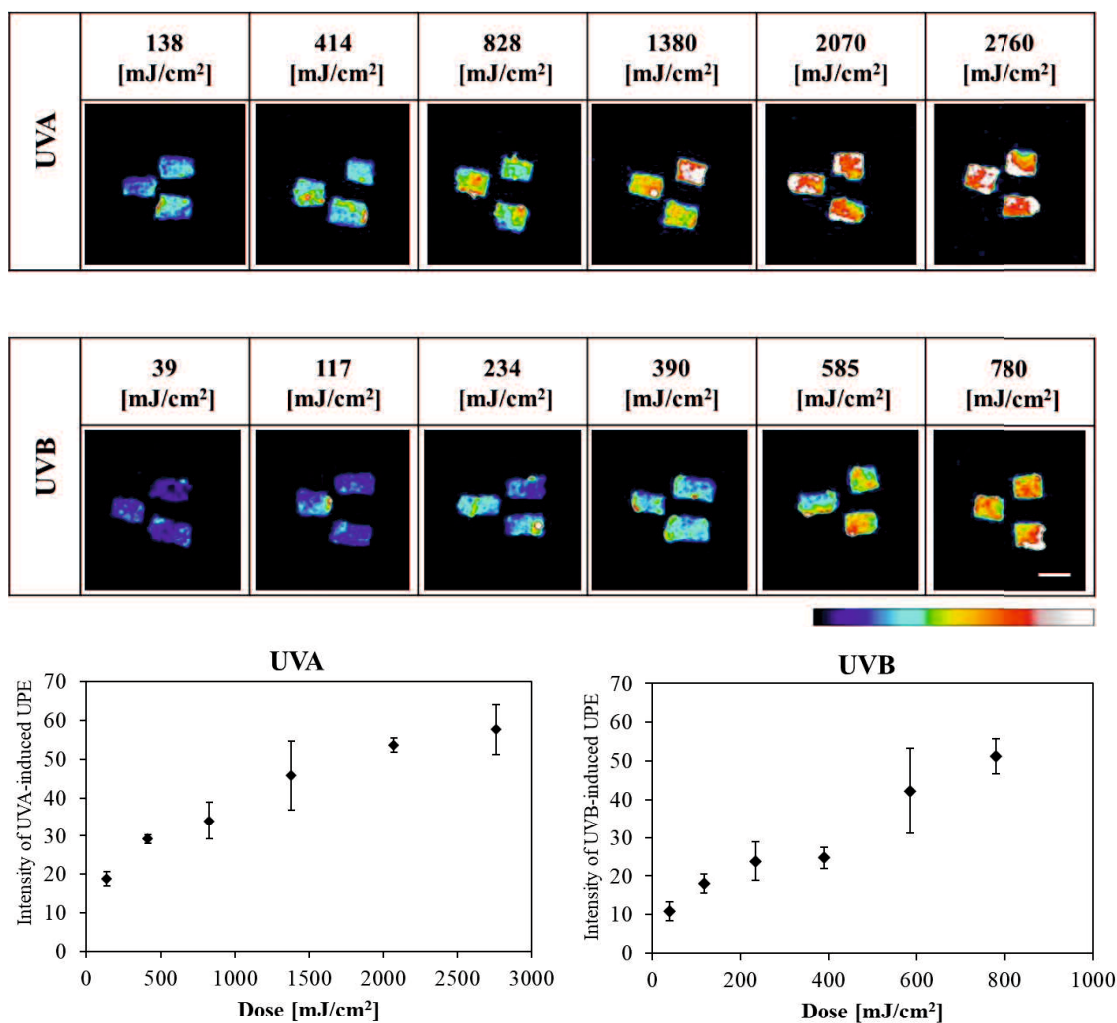 UVA
138 [mJ/cm²]
414 [mJ/cm²]
828 [mJ/cm²]
1380 [mJ/cm²]
2070 [mJ/cm²]
2760 [mJ/cm²]
UVB
39 [mJ/cm²]
117 [mJ/cm²]
234 [mJ/cm²]
390 [mJ/cm²]
585 [mJ/cm²]
780 [mJ/cm²]
UVA
Intensity of UVA-induced UPE
70
60
50
40
30
20
10
0
0
500
1000
1500
2000
2500
3000
Dose [mJ/cm²]
UVB
Intensity of UVB-induced UPE
70
60
50
40
30
20
10
0
0
200
400
600
800
1000
Dose [mJ/cm²]